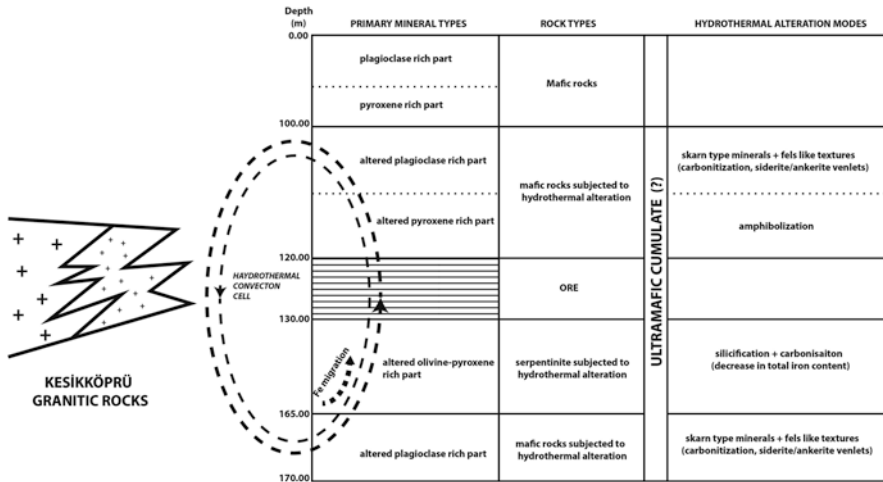 Depth
(m)
PRIMARY MINERAL TYPES
ROCK TYPES
HYDROTHERMAL ALTERATION MODES
0.00
plagioclase rich part
Mafic rocks
pyroxene rich part
100.00
altered plagioclase rich part
mafic rocks subjected to
hydrothermal alteration
skarn type minerals + fels like textures
(carbonitization, siderite/ankerite venlets)
altered pyroxene rich part
amphibolization
120.00
HAYDROTHERMAL
CONVECTON
CELL
ORE
ULTRAMAFIC CUMULATE (?)
130.00
Fe migration
altered olivine-pyroxene
rich part
serpentinite subjected to
hydrothermal alteration
silicification + carbonisaiton
(decrease in total iron content)
KESİKKÖPRÜ
GRANITIC ROCKS
165.00
altered plagioclase rich part
mafic rocks subjected to
hydrothermal alteration
skarn type minerals + fels like textures
(carbonitization, siderite/ankerite venlets)
170.00